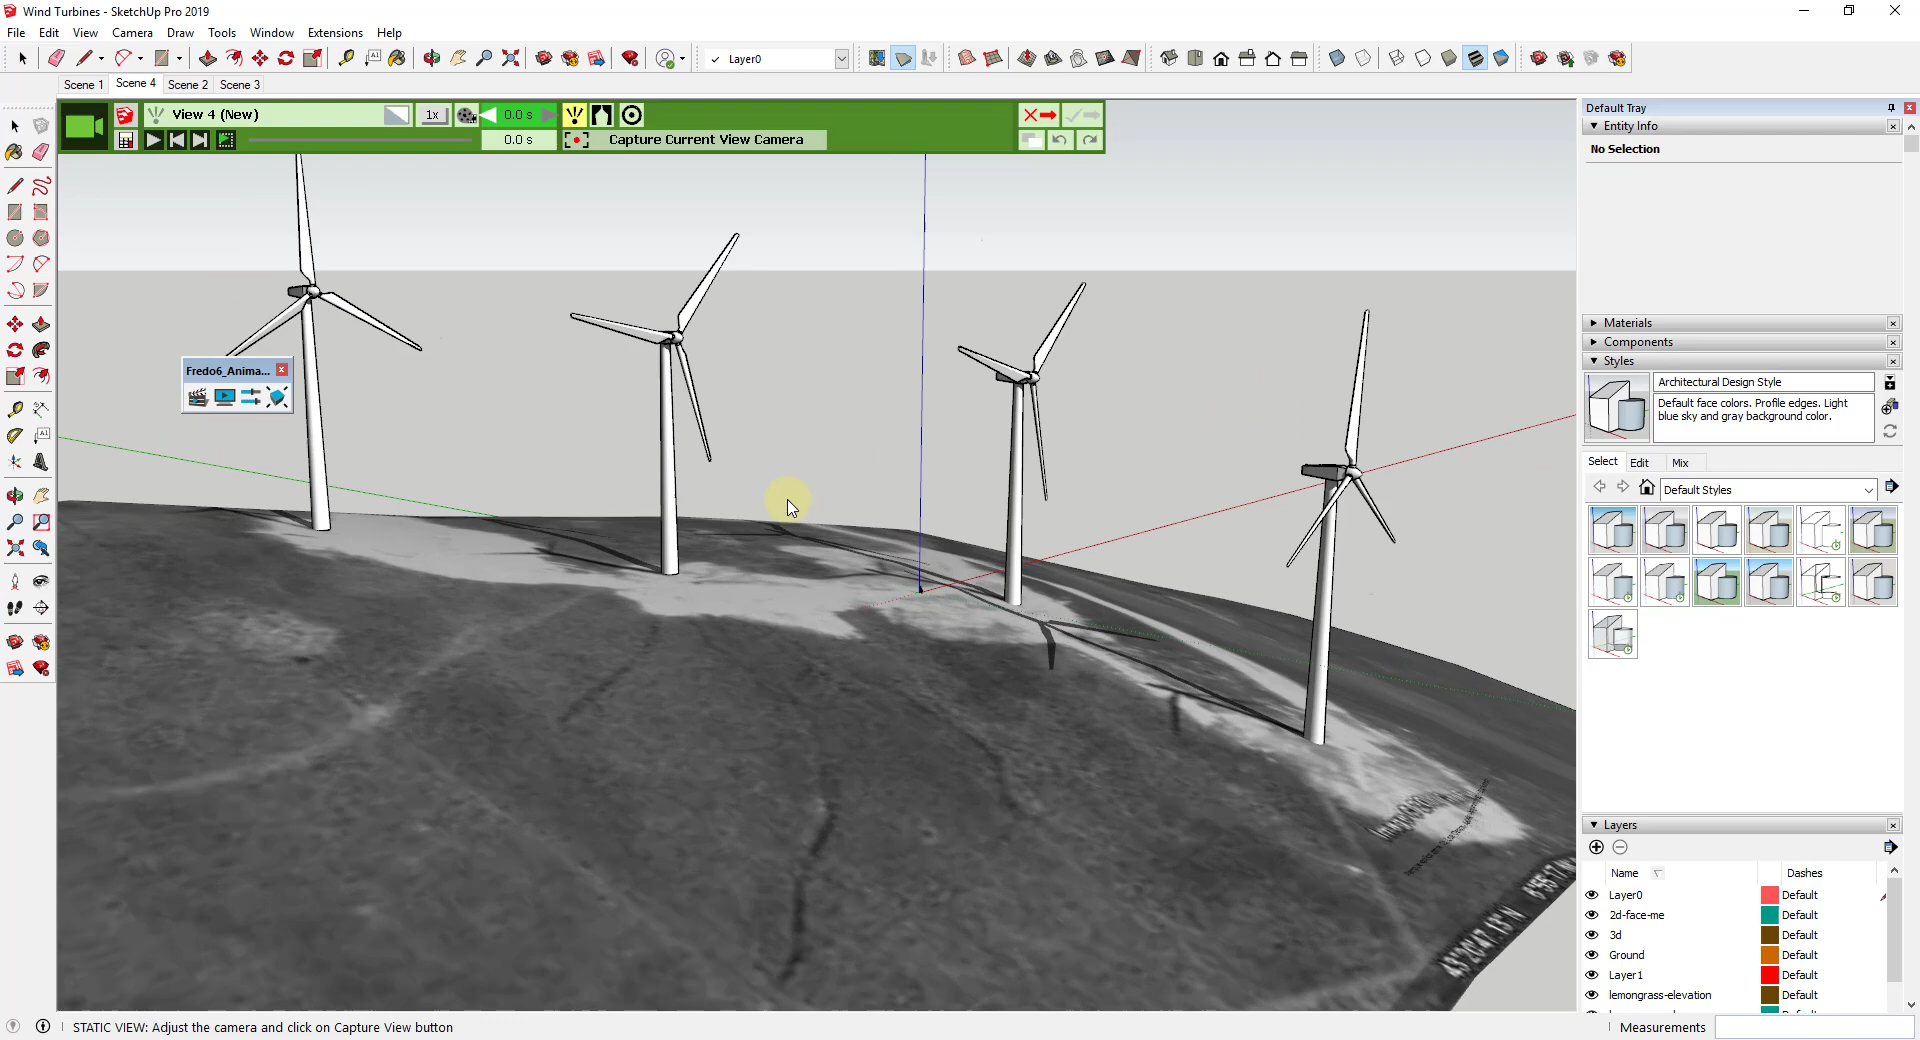 Wind Turbines - SketchUp Pro 2019
File Edit View Camera Draw Tools Window Extensions Help
Layer0
Scene 1 Scene 4 Scene 2 Scene 3
View 4 (New) 1x 0.0 s
0.0 s Capture Current View Camera
Fredo6_Anima...
Default Tray
Entity Info
No Selection
Materials
Components
Styles
Architectural Design Style
Default face colors. Profile edges. Light
blue sky and gray background color.
Select Edit Mix
Default Styles
Layers
Name Dashes
Layer0 Default
2d-face-me Default
3d Default
Ground Default
Layer1 Default
lemongrass-elevation Default
STATIC VIEW: Adjust the camera and click on Capture View button
Measurements